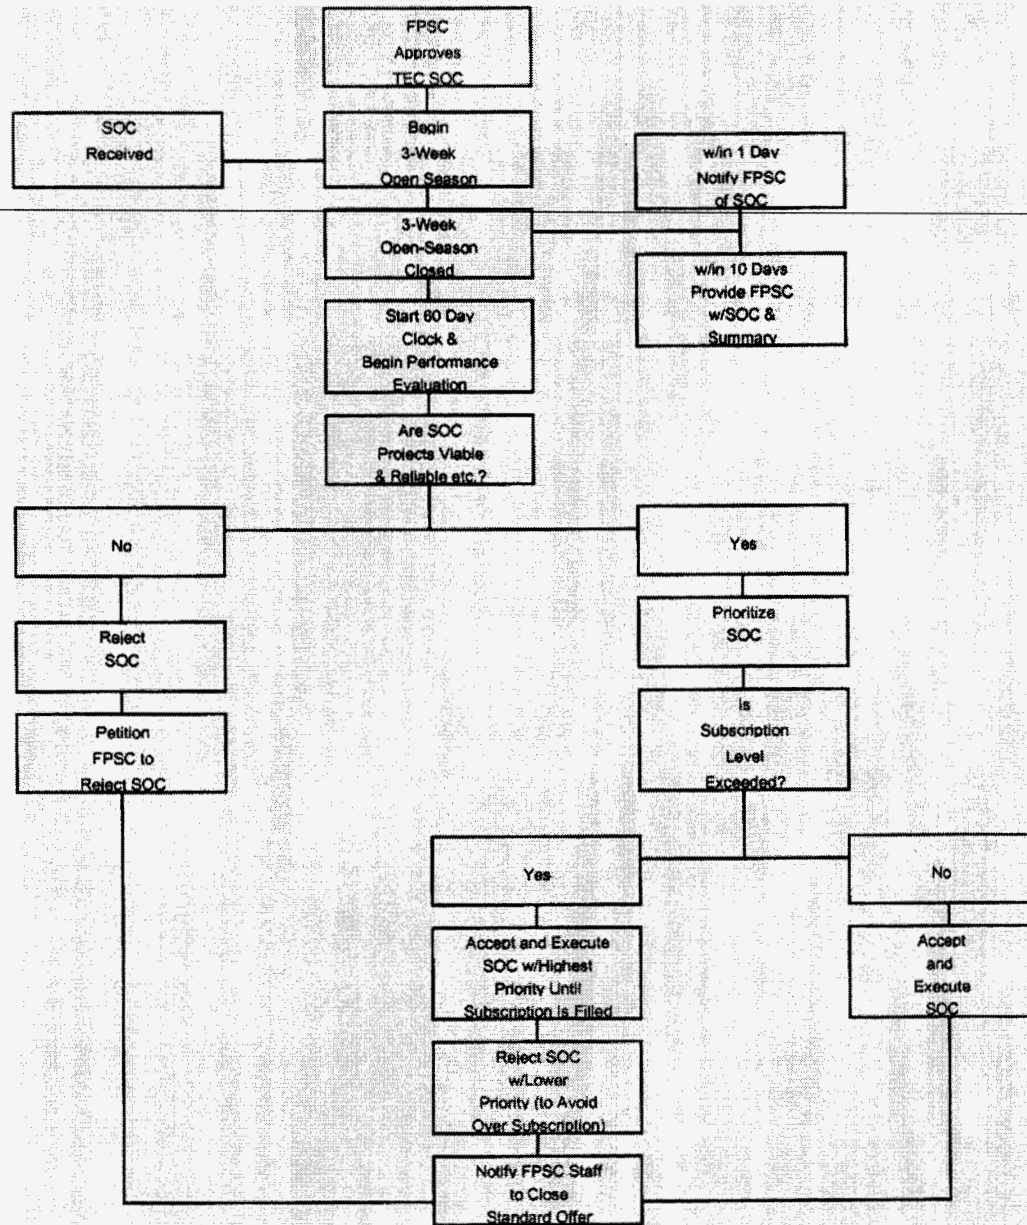 FPSC
Approves
TEC SOC
SOC
Received
Begin
3-Week
Open Season
w/in 1 Day
Notify FPSC
of SOC
3-Week
Open-Season
Closed
w/in 10 Days
Provide FPSC
w/SOC &
Summary
Start 60 Day
Clock &
Begin Performance
Evaluation
Are SOC
Projects Viable
& Reliable etc.?
No
Yes
Reject
SOC
Prioritize
SOC
Petition
FPSC to
Reject SOC
Is
Subscription
Level
Exceeded?
Yes
No
Accept and Execute
SOC w/Highest
Priority Until
Subscription is Filled
Accept
and
Execute
SOC
Reject SOC
w/Lower
Priority (to Avoid
Over Subscription)
Notify FPSC Staff
to Close
Standard Offer